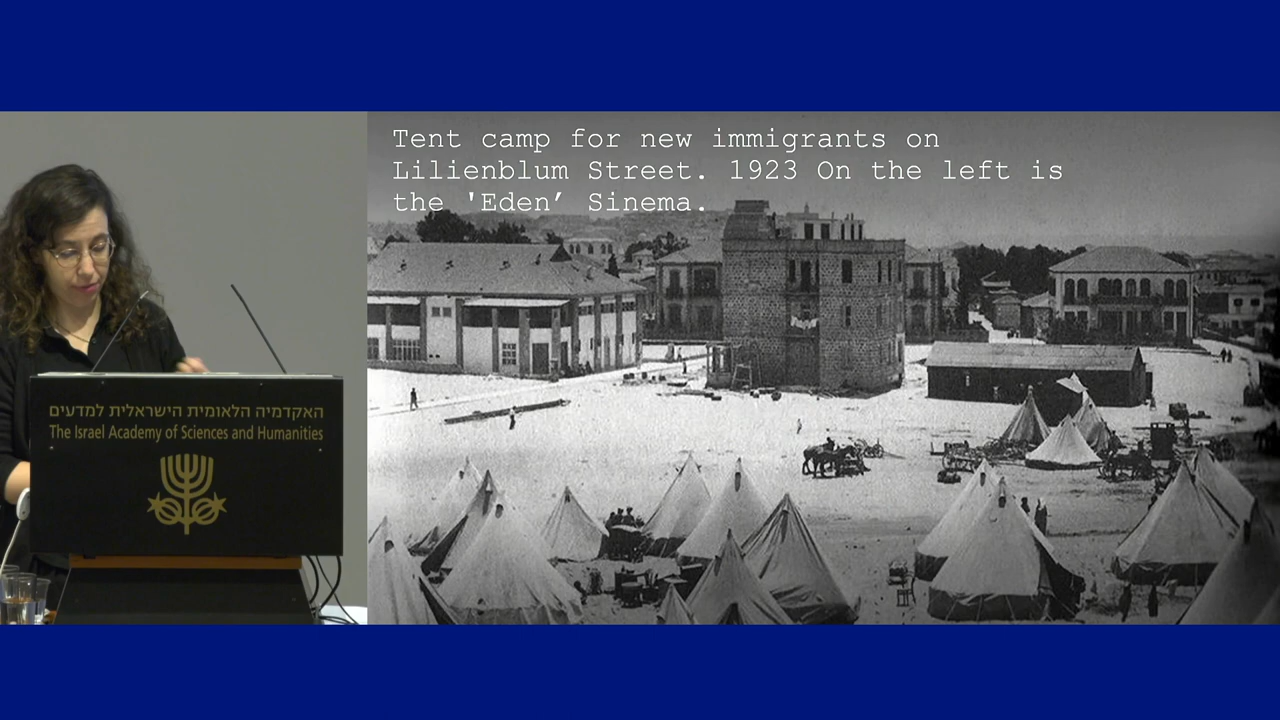 Tent camp for new immigrants on
Lilienblum Street. 1923 On the left is
the 'Eden’ Sinema.
האקדמיה הלאומית הישראלית למדעים
The Israel Academy of Sciences and Humanities